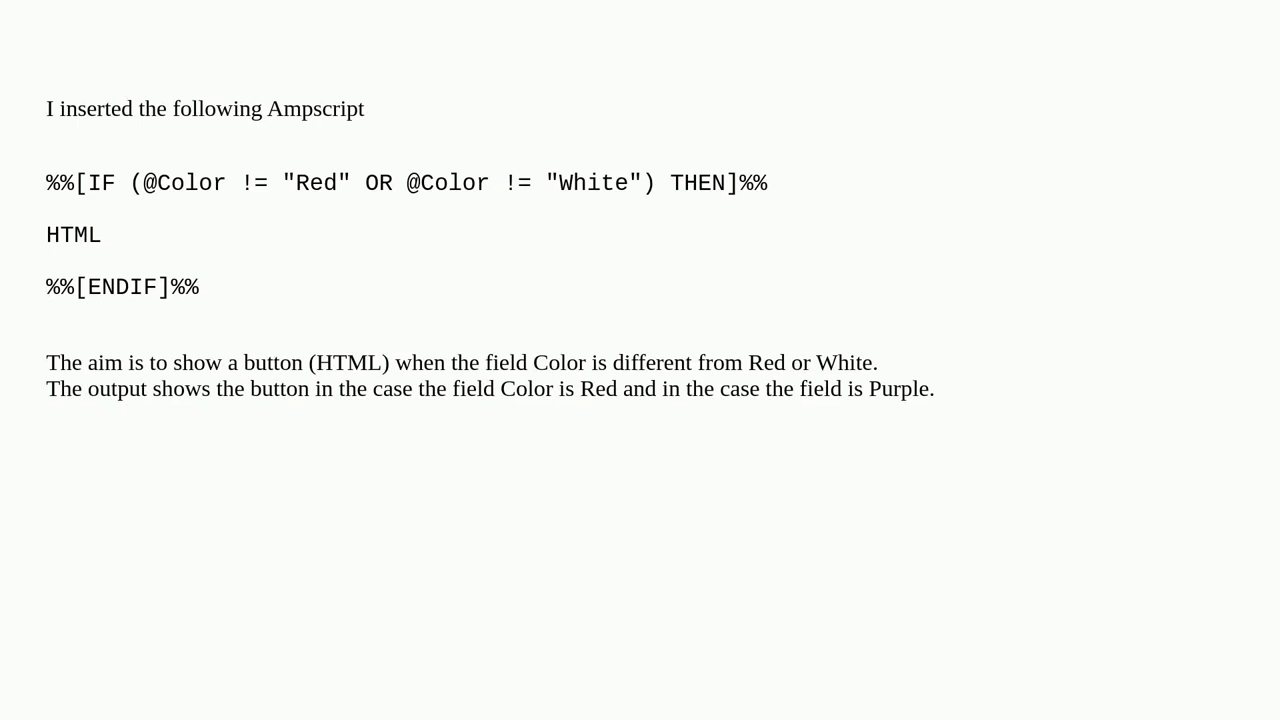 I inserted the following Ampscript
%%[IF (@Color != "Red" OR @Color != "White") THEN]%%
HTML
%%[ENDIF]%%
The aim is to show a button (HTML) when the field Color is different from Red or White.
The output shows the button in the case the field Color is Red and in the case the field is Purple.